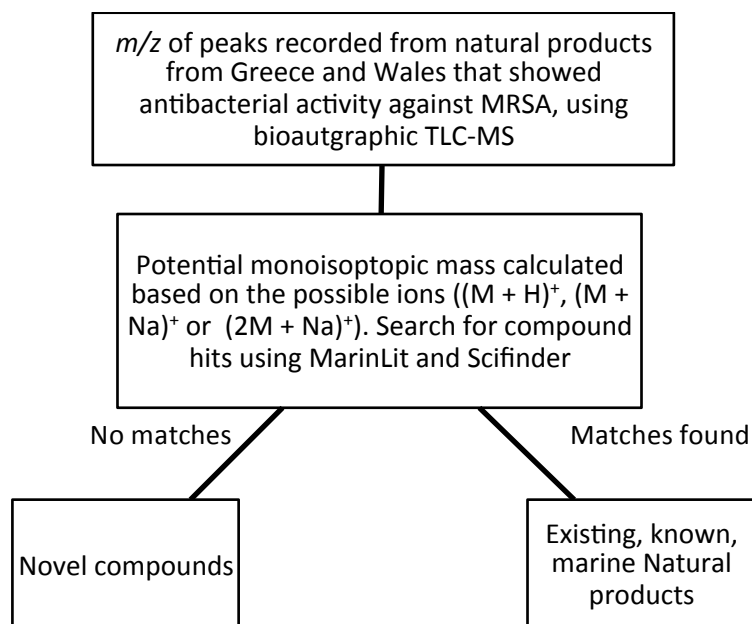 m/z of peaks recorded from natural products
from Greece and Wales that showed
antibacterial activity against MRSA, using
bioautgraphic TLC-MS
Potential monoisoptopic mass calculated
based on the possible ions ((M + H)⁺, (M +
Na)⁺ or (2M + Na)⁺). Search for compound
hits using MarinLit and Scifinder
No matches
Matches found
Novel compounds
Existing, known,
marine Natural
products